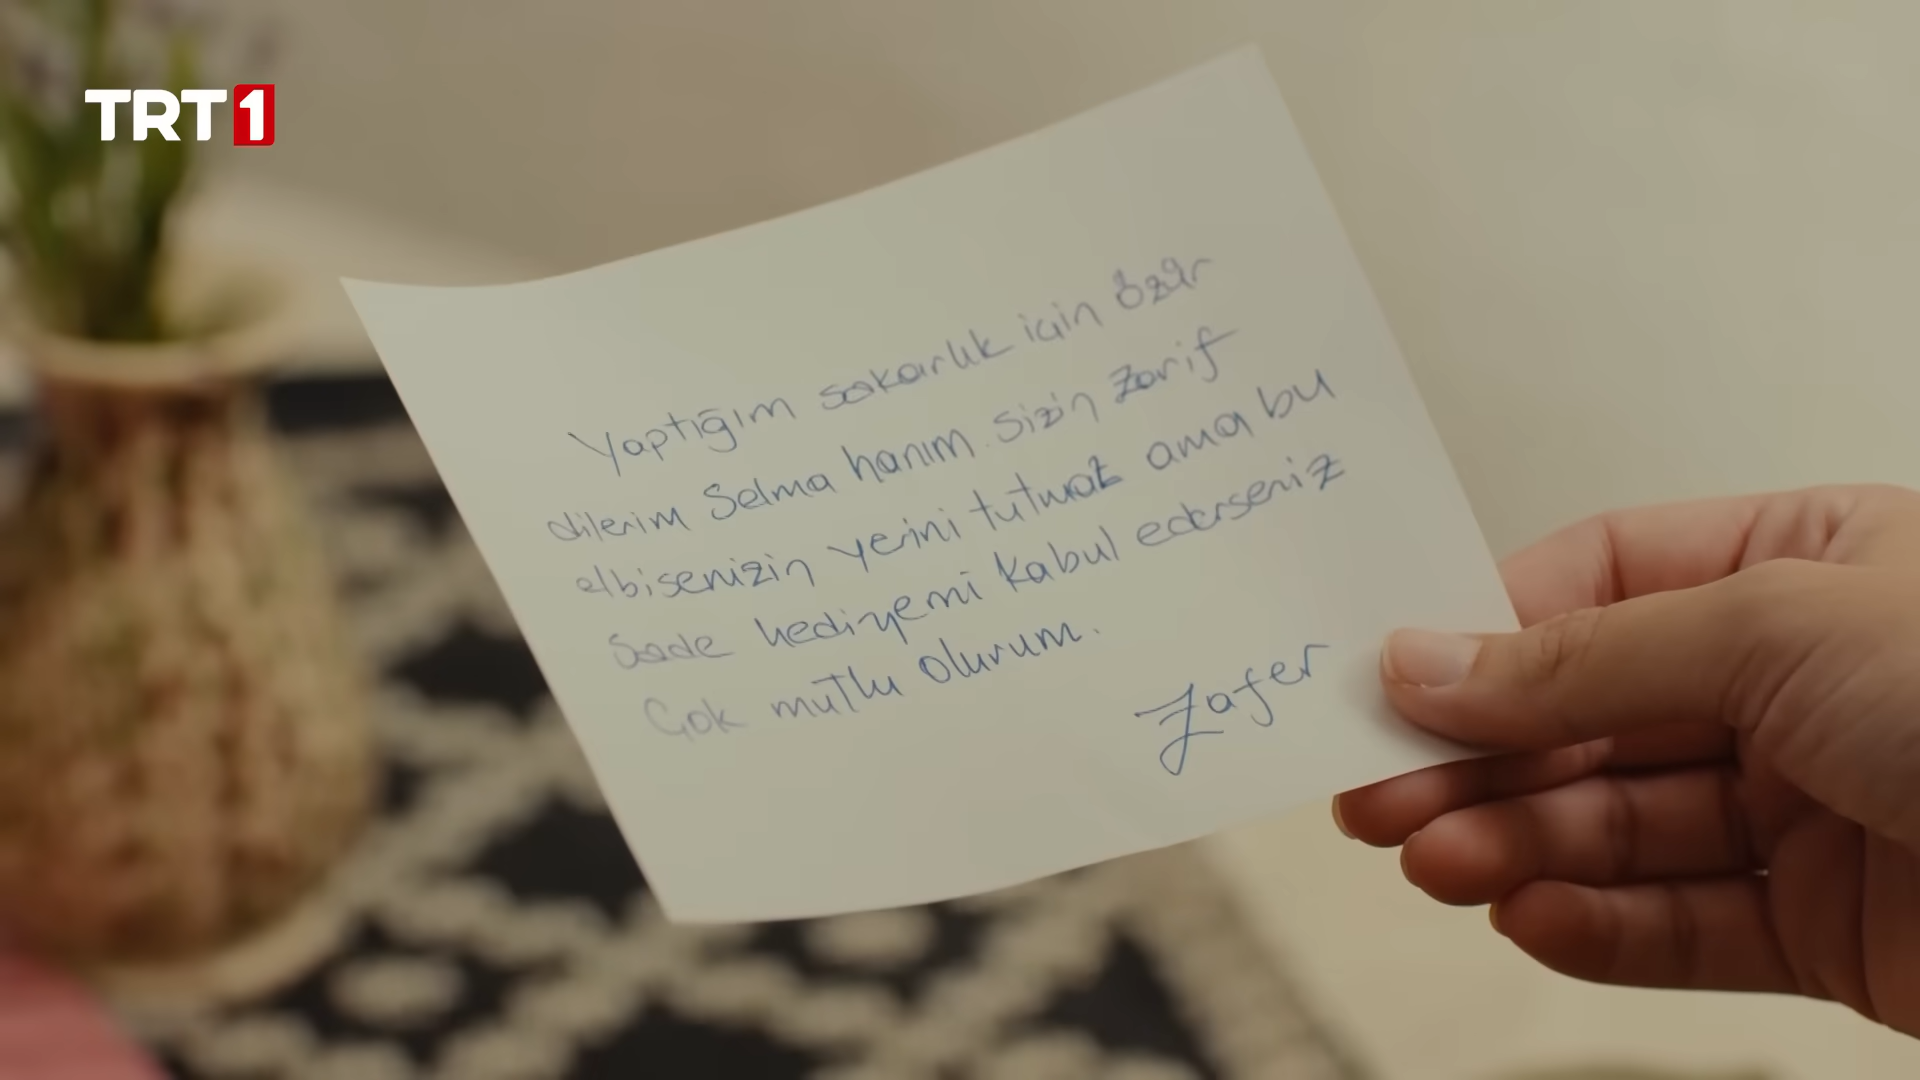 TRT1
Yaptığım sakarlık için özür
dilerim Selma hanım. Sizin zarif
elbisenizin yerini tutmaz ama bu
sade hediyemi kabul ederseniz
Çok mutlu olurum.
Zafer